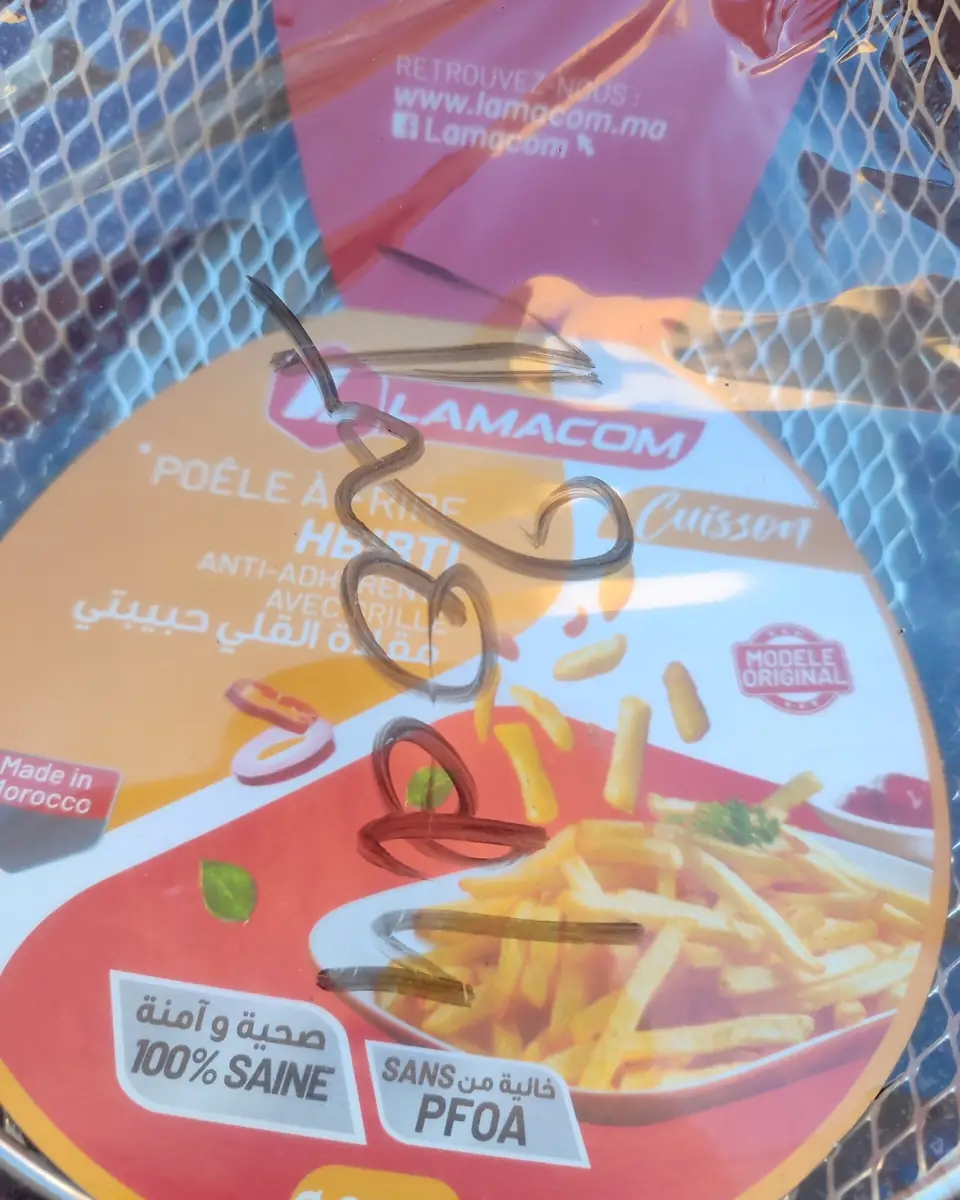 RETROUVEZ-NOUS :
www.lamacom.ma
Lamacom
LAMACOM
*POÊLE À FRIRE
HBIBTI
ANTI-ADHÉRENTE
AVEC GRILLE
مقلاة القلي حبيبتي
Cuisson
MODELE
ORIGINAL
Made in
Morocco
صحية و آمنة
100% SAINE
SANS خالية من
PFOA